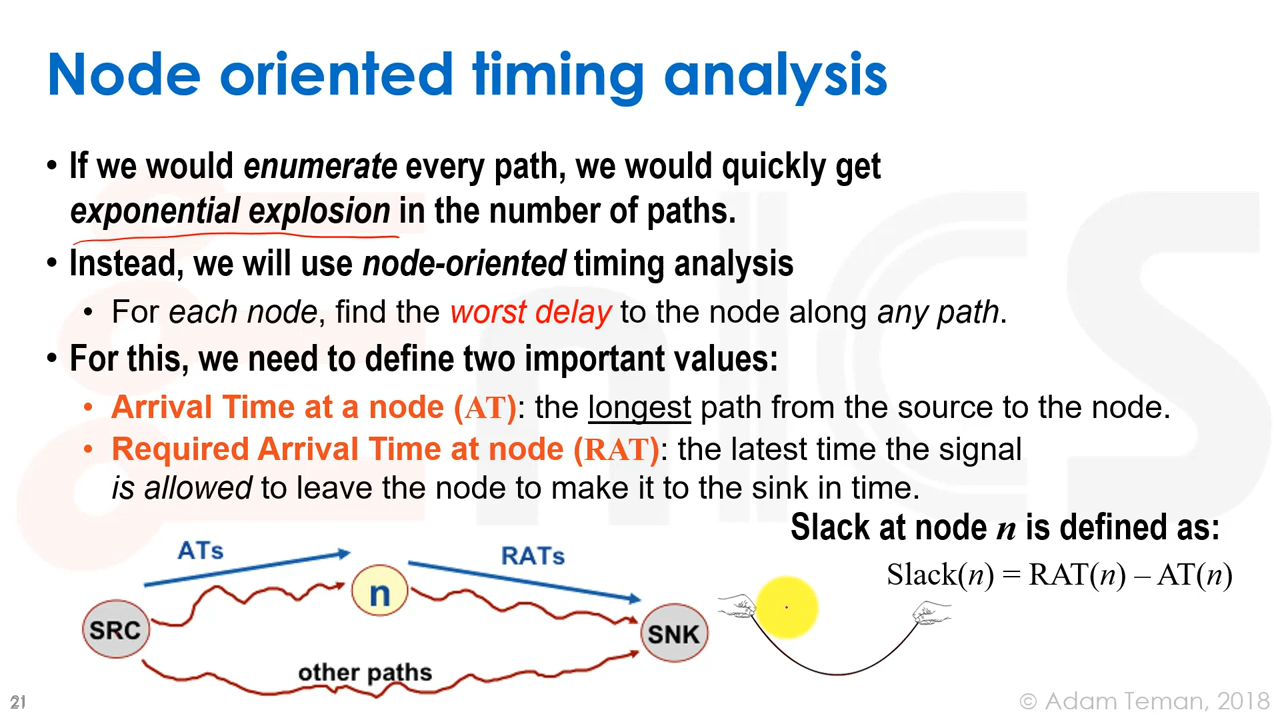 Node oriented timing analysis
• If we would enumerate every path, we would quickly get
exponential explosion in the number of paths.
• Instead, we will use node-oriented timing analysis
• For each node, find the worst delay to the node along any path.
• For this, we need to define two important values:
• Arrival Time at a node (AT): the longest path from the source to the node.
• Required Arrival Time at node (RAT): the latest time the signal
is allowed to leave the node to make it to the sink in time.
Slack at node n is defined as:
Slack(n) = RAT(n) – AT(n)
ATs
RATs
n
SRC
SNK
other paths
21
© Adam Teman, 2018
enICS